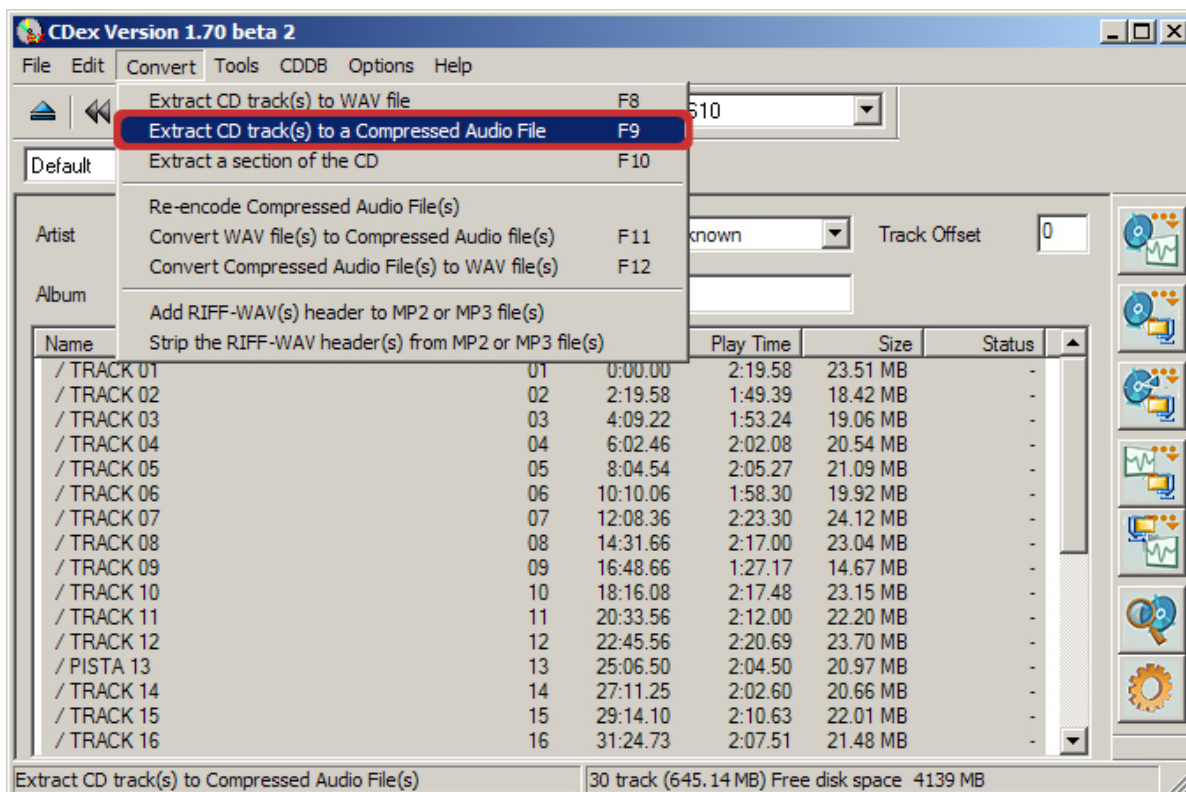 CDex Version 1.70 beta 2
File Edit Convert Tools CDDB Options Help
Extract CD track(s) to WAV file F8
Extract CD track(s) to a Compressed Audio File F9
Extract a section of the CD F10
Default
Re-encode Compressed Audio File(s)
Artist Convert WAV file(s) to Compressed Audio file(s) F11 Track Offset 0
Convert Compressed Audio File(s) to WAV file(s) F12
Album
Add RIFF-WAV(s) header to MP2 or MP3 file(s)
Strip the RIFF-WAV header(s) from MP2 or MP3 file(s)
Name Play Time Size Status
/ TRACK 01 01 0:00.00 2:19.58 23.51 MB -
/ TRACK 02 02 2:19.58 1:49.39 18.42 MB -
/ TRACK 03 03 4:09.22 1:53.24 19.06 MB -
/ TRACK 04 04 6:02.46 2:02.08 20.54 MB -
/ TRACK 05 05 8:04.54 2:05.27 21.09 MB -
/ TRACK 06 06 10:10.06 1:58.30 19.92 MB -
/ TRACK 07 07 12:08.36 2:23.30 24.12 MB -
/ TRACK 08 08 14:31.66 2:17.00 23.04 MB -
/ TRACK 09 09 16:48.66 1:27.17 14.67 MB -
/ TRACK 10 10 18:16.08 2:17.48 23.15 MB -
/ TRACK 11 11 20:33.56 2:12.00 22.20 MB -
/ TRACK 12 12 22:45.56 2:20.69 23.70 MB -
/ PISTA 13 13 25:06.50 2:04.50 20.97 MB -
/ TRACK 14 14 27:11.25 2:02.60 20.66 MB -
/ TRACK 15 15 29:14.10 2:10.63 22.01 MB -
/ TRACK 16 16 31:24.73 2:07.51 21.48 MB -
Extract CD track(s) to Compressed Audio File(s) 30 track (645.14 MB) Free disk space 4139 MB